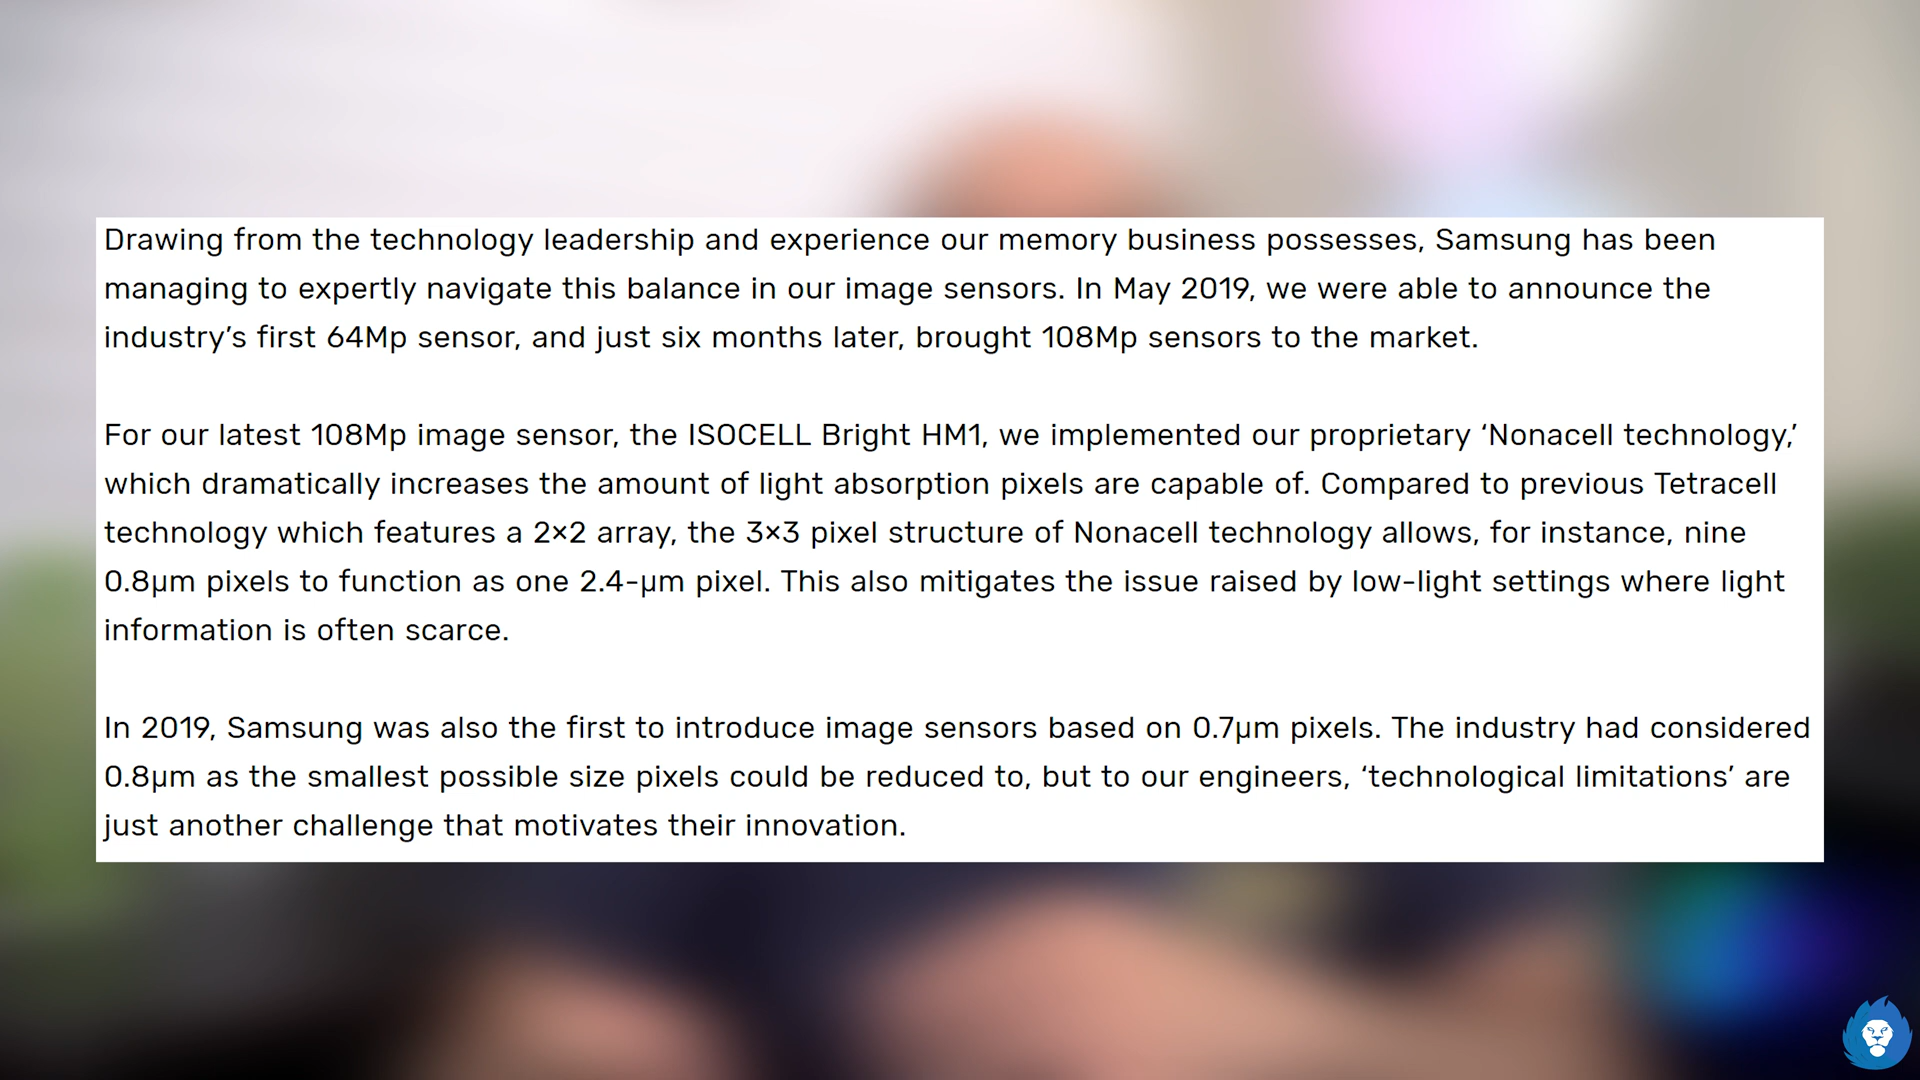 Drawing from the technology leadership and experience our memory business possesses, Samsung has been
managing to expertly navigate this balance in our image sensors. In May 2019, we were able to announce the
industry’s first 64Mp sensor, and just six months later, brought 108Mp sensors to the market.
For our latest 108Mp image sensor, the ISOCELL Bright HM1, we implemented our proprietary ‘Nonacell technology,’
which dramatically increases the amount of light absorption pixels are capable of. Compared to previous Tetracell
technology which features a 2×2 array, the 3×3 pixel structure of Nonacell technology allows, for instance, nine
0.8μm pixels to function as one 2.4-μm pixel. This also mitigates the issue raised by low-light settings where light
information is often scarce.
In 2019, Samsung was also the first to introduce image sensors based on 0.7μm pixels. The industry had considered
0.8μm as the smallest possible size pixels could be reduced to, but to our engineers, ‘technological limitations’ are
just another challenge that motivates their innovation.